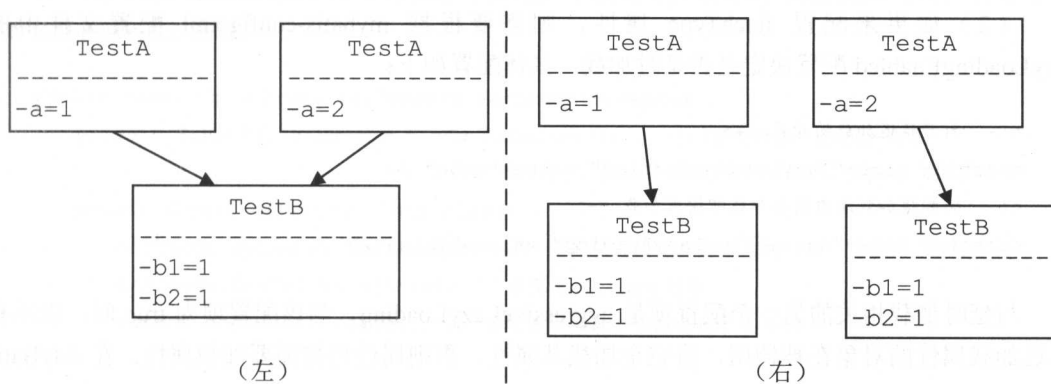 TestA
-a=1
TestA
-a=2
TestB
-b1=1
-b2=1
(左)
TestA
-a=1
TestA
-a=2
TestB
-b1=1
-b2=1
TestB
-b1=1
-b2=1
(右)